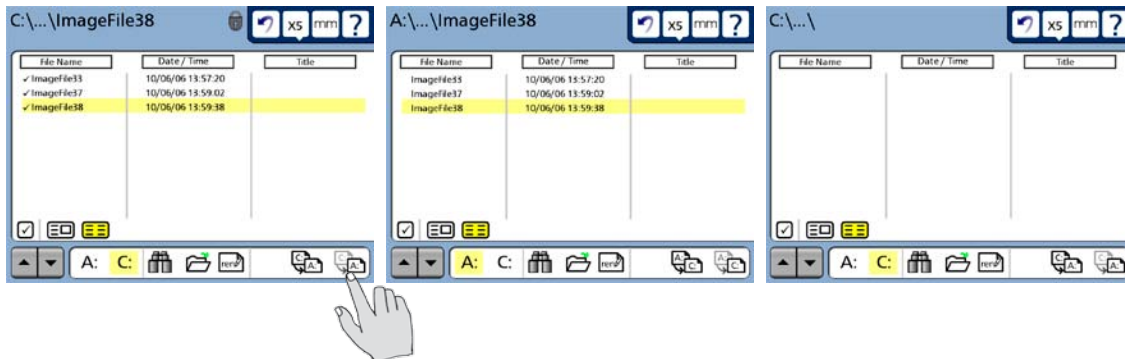 C:\...\ImageFile38
x5 mm ?
File Name Date / Time Title
✓ ImageFile33 10/06/06 13:57:20
✓ ImageFile37 10/06/06 13:59:02
✓ ImageFile38 10/06/06 13:59:38
A: C: ren
C: A: C: A:
A:\...\ImageFile38
x5 mm ?
File Name Date / Time Title
ImageFile33 10/06/06 13:57:20
ImageFile37 10/06/06 13:59:02
ImageFile38 10/06/06 13:59:38
A: C: ren
A: C: A: C:
C:\...\
x5 mm ?
File Name Date / Time Title
A: C: ren
C: A: C: A: